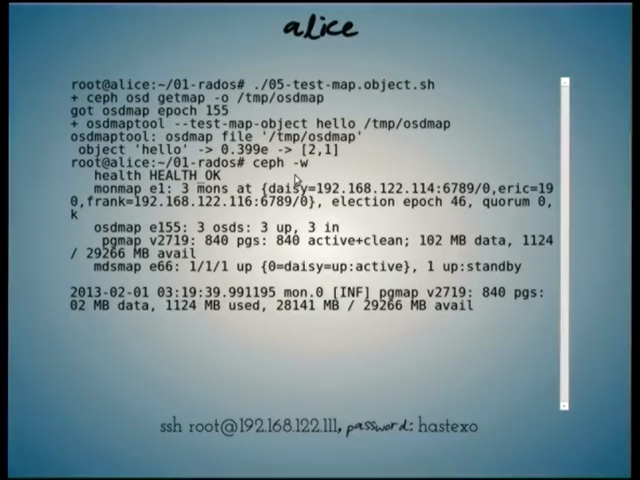 alice
root@alice:~/01-rados# ./05-test-map.object.sh
+ ceph osd getmap -o /tmp/osdmap
got osdmap epoch 155
+ osdmaptool --test-map-object hello /tmp/osdmap
osdmaptool: osdmap file '/tmp/osdmap'
object 'hello' -> 0.399e -> [2,1]
root@alice:~/01-rados# ceph -w
health HEALTH_OK
monmap e1: 3 mons at {daisy=192.168.122.114:6789/0,eric=19
0,frank=192.168.122.116:6789/0}, election epoch 46, quorum 0,
k
osdmap e155: 3 osds: 3 up, 3 in
pgmap v2719: 840 pgs: 840 active+clean; 102 MB data, 1124
/ 29266 MB avail
mdsmap e66: 1/1/1 up {0=daisy=up:active}, 1 up:standby
2013-02-01 03:19:39.991195 mon.0 [INF] pgmap v2719: 840 pgs:
02 MB data, 1124 MB used, 28141 MB / 29266 MB avail
ssh root@192.168.122.111, password: hastexo